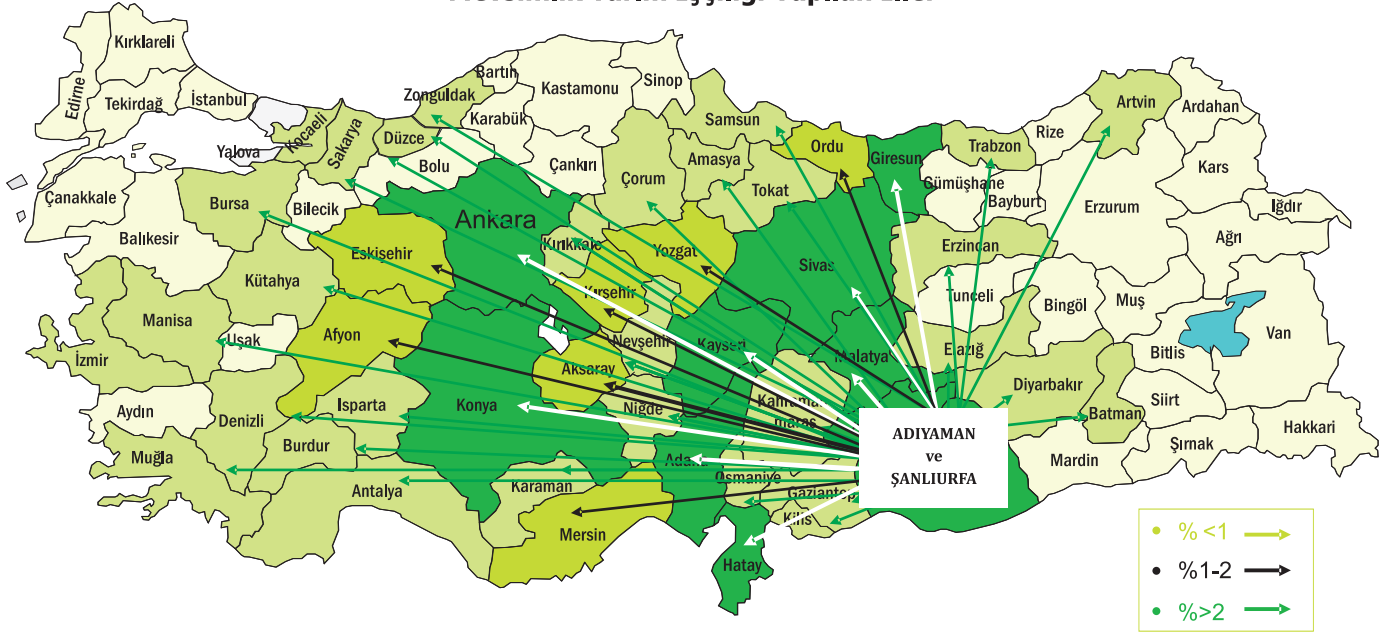 Kırklareli
Edirne
Tekirdağ
İstanbul
Yalova
Kocaeli
Sakarya
Düzce
Zonguldak
Bartın
Karabük
Kastamonu
Sinop
Bolu
Çankırı
Samsun
Amasya
Çorum
Tokat
Ordu
Giresun
Trabzon
Gümüşhane
Bayburt
Rize
Artvin
Ardahan
Kars
Iğdır
Erzurum
Ağrı
Çanakkale
Balıkesir
Bursa
Bilecik
Ankara
Eskişehir
Kütahya
Kırıkkale
Yozgat
Kırşehir
Sivas
Erzincan
Tunceli
Bingöl
Muş
Bitlis
Van
Manisa
İzmir
Uşak
Afyon
Nevşehir
Kayseri
Malatya
Elazığ
Diyarbakır
Batman
Siirt
Aksaray
Niğde
Konya
Isparta
Denizli
Aydın
Burdur
Muğla
Antalya
Karaman
Mersin
Adana
Osmaniye
Gaziantep
Kilis
Hatay
Mardin
Şırnak
Hakkari
ADIYAMAN
ve
ŞANLIURFA
% <1
%1-2
%>2